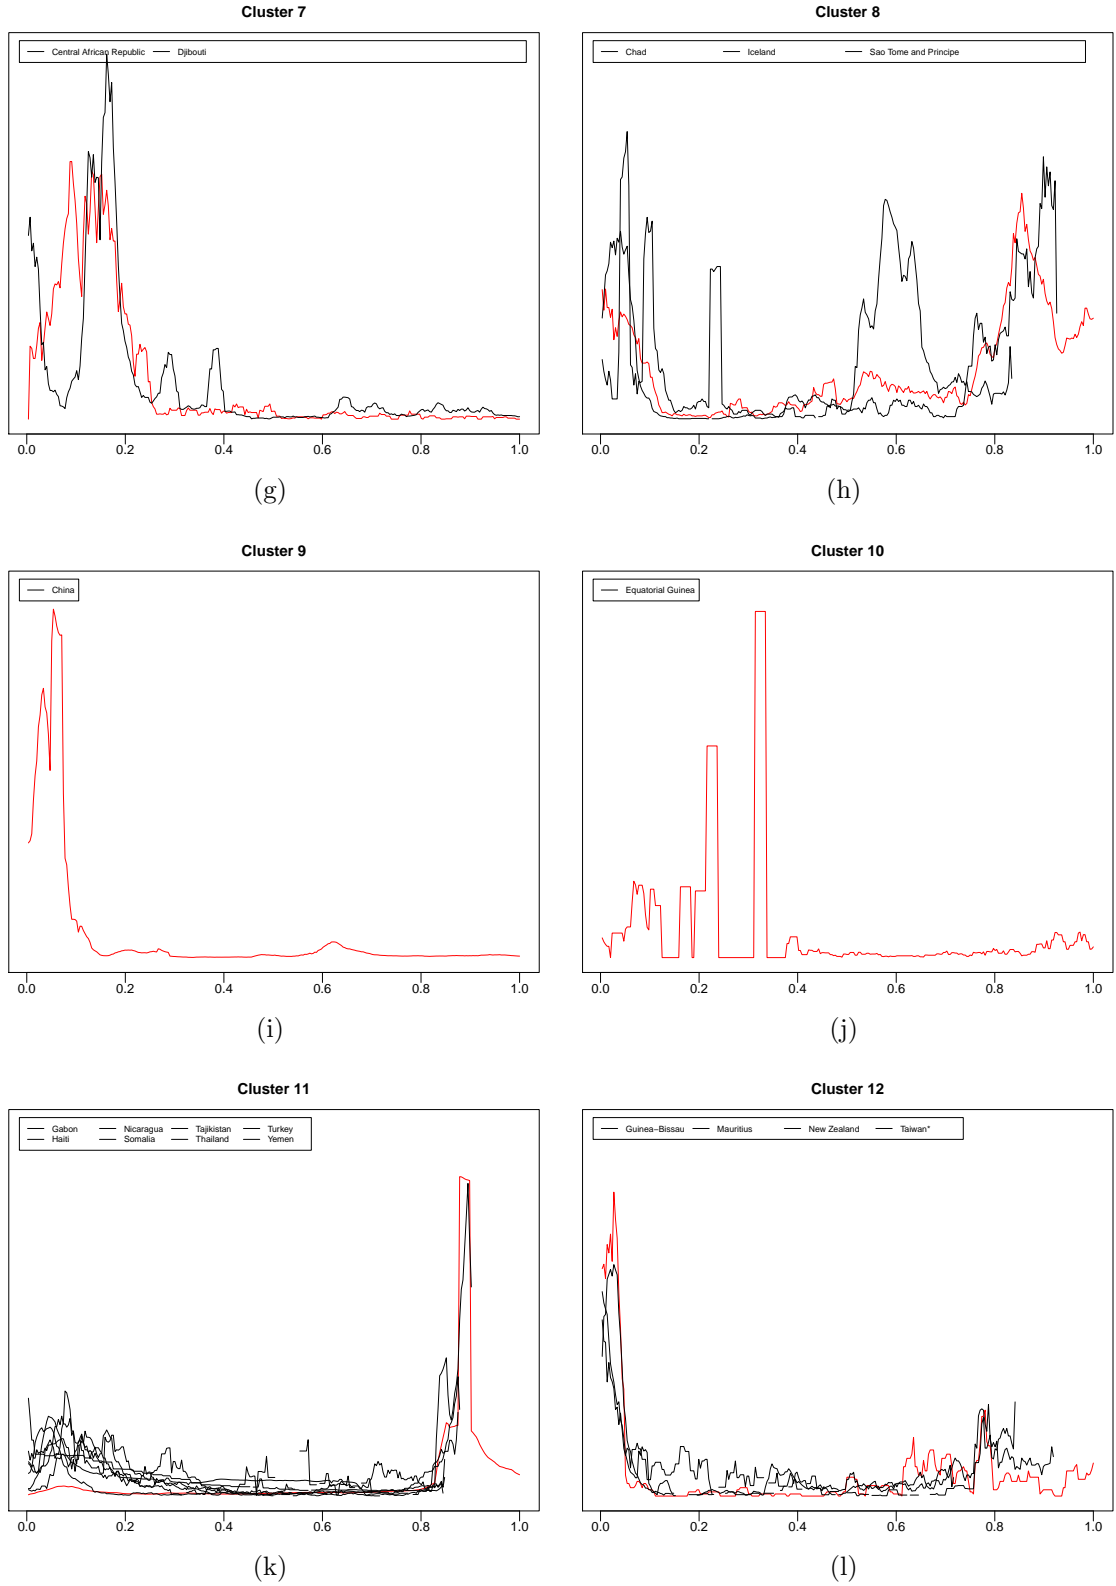 Cluster 7
Central African Republic Djibouti
0.0 0.2 0.4 0.6 0.8 1.0
(g)
Cluster 8
Chad Iceland Sao Tome and Principe
0.0 0.2 0.4 0.6 0.8 1.0
(h)
Cluster 9
China
0.0 0.2 0.4 0.6 0.8 1.0
(i)
Cluster 10
Equatorial Guinea
0.0 0.2 0.4 0.6 0.8 1.0
(j)
Cluster 11
Gabon Nicaragua Tajikistan Turkey
Haiti Somalia Thailand Yemen
0.0 0.2 0.4 0.6 0.8 1.0
(k)
Cluster 12
Guinea−Bissau Mauritius New Zealand Taiwan*
0.0 0.2 0.4 0.6 0.8 1.0
(l)